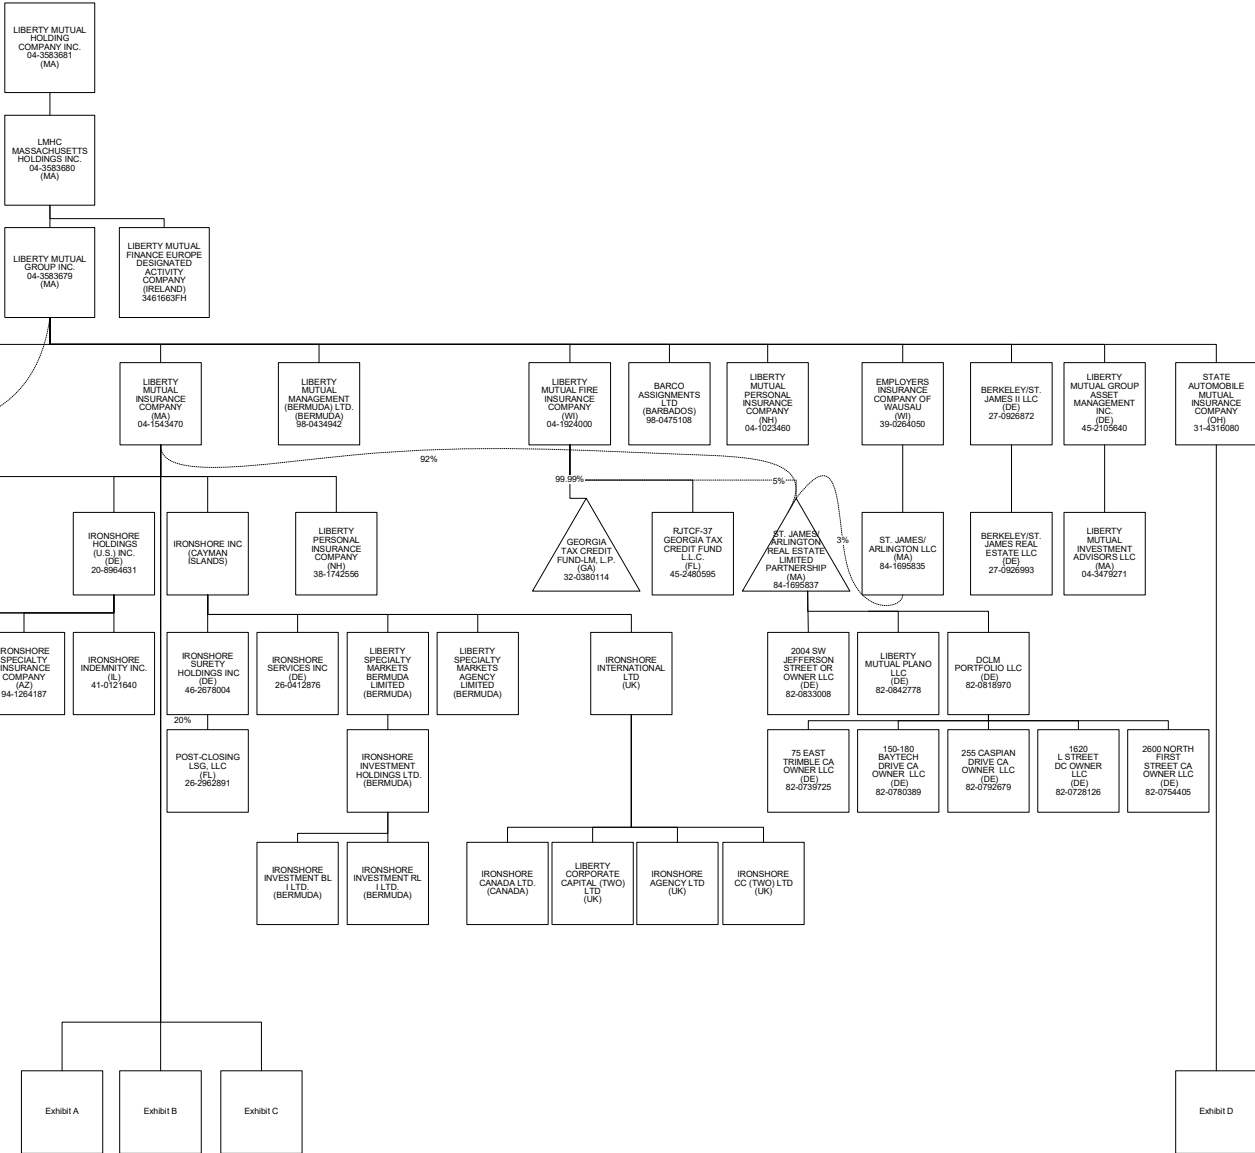 LIBERTY MUTUAL
HOLDING
COMPANY INC.
04-3583681
(MA)
LMHC
MASSACHUSETTS
HOLDINGS INC.
04-3583680
(MA)
LIBERTY MUTUAL
GROUP INC.
04-3583679
(MA)
LIBERTY MUTUAL
FINANCE EUROPE
DESIGNATED
ACTIVITY
COMPANY
(IRELAND)
3461663FH
LIBERTY
MUTUAL
INSURANCE
COMPANY
(MA)
04-1543470
LIBERTY
MUTUAL
MANAGEMENT
(BERMUDA) LTD.
(BERMUDA)
98-0434942
LIBERTY
MUTUAL FIRE
INSURANCE
COMPANY
(WI)
04-1924000
BARCO
ASSIGNMENTS
LTD
(BARBADOS)
98-0475108
LIBERTY
MUTUAL
PERSONAL
INSURANCE
COMPANY
(NH)
04-1023460
EMPLOYERS
INSURANCE
COMPANY OF
WAUSAU
(WI)
39-0264050
BERKELEY/ST.
JAMES II LLC
(DE)
27-0926872
LIBERTY
MUTUAL GROUP
ASSET
MANAGEMENT
INC.
(DE)
45-2105640
STATE
AUTOMOBILE
MUTUAL
INSURANCE
COMPANY
(OH)
31-4316080
92%
99.99%
5%
3%
IRONSHORE
HOLDINGS
(U.S.) INC.
(DE)
20-8964631
IRONSHORE INC
(CAYMAN
ISLANDS)
LIBERTY
PERSONAL
INSURANCE
COMPANY
(NH)
38-1742556
GEORGIA
TAX CREDIT
FUND-LM, L.P.
(GA)
32-0380114
RJTCF-37
GEORGIA TAX
CREDIT FUND
L.L.C.
(FL)
45-2480595
ST. JAMES/
ARLINGTON
REAL ESTATE
LIMITED
PARTNERSHIP
(MA)
84-1695837
ST. JAMES/
ARLINGTON LLC
(MA)
84-1695835
BERKELEY/ST.
JAMES REAL
ESTATE LLC
(DE)
27-0926993
LIBERTY
MUTUAL
INVESTMENT
ADVISORS LLC
(MA)
04-3479271
IRONSHORE
SPECIALTY
INSURANCE
COMPANY
(AZ)
94-1264187
IRONSHORE
INDEMNITY INC.
(IL)
41-0121640
IRONSHORE
SURETY
HOLDINGS INC
(DE)
46-2678004
IRONSHORE
SERVICES INC
(DE)
26-0412876
LIBERTY
SPECIALTY
MARKETS
BERMUDA
LIMITED
(BERMUDA)
LIBERTY
SPECIALTY
MARKETS
AGENCY
LIMITED
(BERMUDA)
IRONSHORE
INTERNATIONAL
LTD
(UK)
2004 SW
JEFFERSON
STREET OR
OWNER LLC
(DE)
82-0833008
LIBERTY
MUTUAL PLANO
LLC
(DE)
82-0842778
DCLM
PORTFOLIO LLC
(DE)
82-0818970
20%
POST-CLOSING
LSG, LLC
(FL)
26-2962891
IRONSHORE
INVESTMENT
HOLDINGS LTD.
(BERMUDA)
75 EAST
TRIMBLE CA
OWNER LLC
(DE)
82-0739725
150-180
BAYTECH
DRIVE CA
OWNER LLC
(DE)
82-0780389
255 CASPIAN
DRIVE CA
OWNER LLC
(DE)
82-0792679
1620
L STREET
DC OWNER
LLC
(DE)
82-0728126
2600 NORTH
FIRST
STREET CA
OWNER LLC
(DE)
82-0754405
IRONSHORE
INVESTMENT BL
I LTD.
(BERMUDA)
IRONSHORE
INVESTMENT RL
I LTD.
(BERMUDA)
IRONSHORE
CANADA LTD.
(CANADA)
LIBERTY
CORPORATE
CAPITAL (TWO)
LTD
(UK)
IRONSHORE
AGENCY LTD
(UK)
IRONSHORE
CC (TWO) LTD
(UK)
Exhibit A
Exhibit B
Exhibit C
Exhibit D